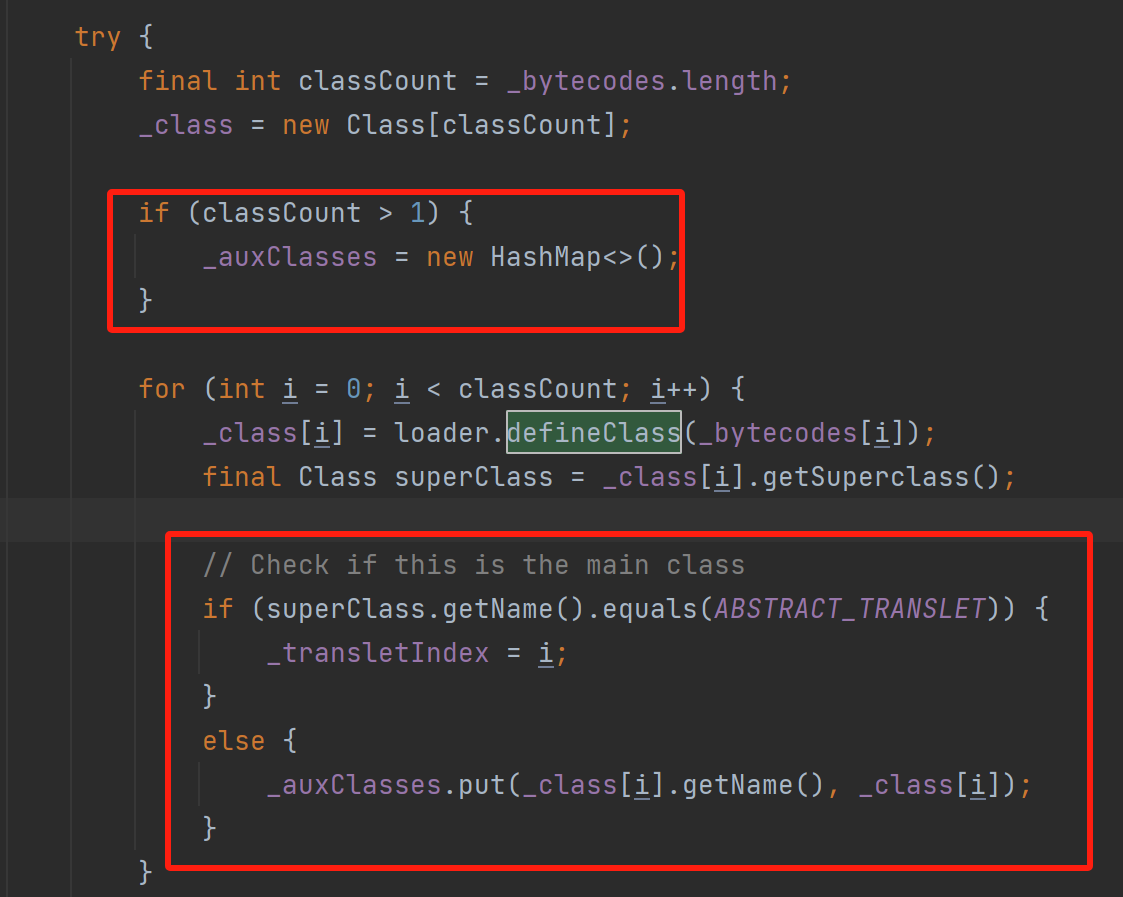 try {
final int classCount = _bytecodes.length;
_class = new Class[classCount];
if (classCount > 1) {
_auxClasses = new HashMap<>();
}
for (int i = 0; i < classCount; i++) {
_class[i] = loader.defineClass(_bytecodes[i]);
final Class superClass = _class[i].getSuperclass();
// Check if this is the main class
if (superClass.getName().equals(ABSTRACT_TRANSLET)) {
_transletIndex = i;
}
else {
_auxClasses.put(_class[i].getName(), _class[i]);
}
}